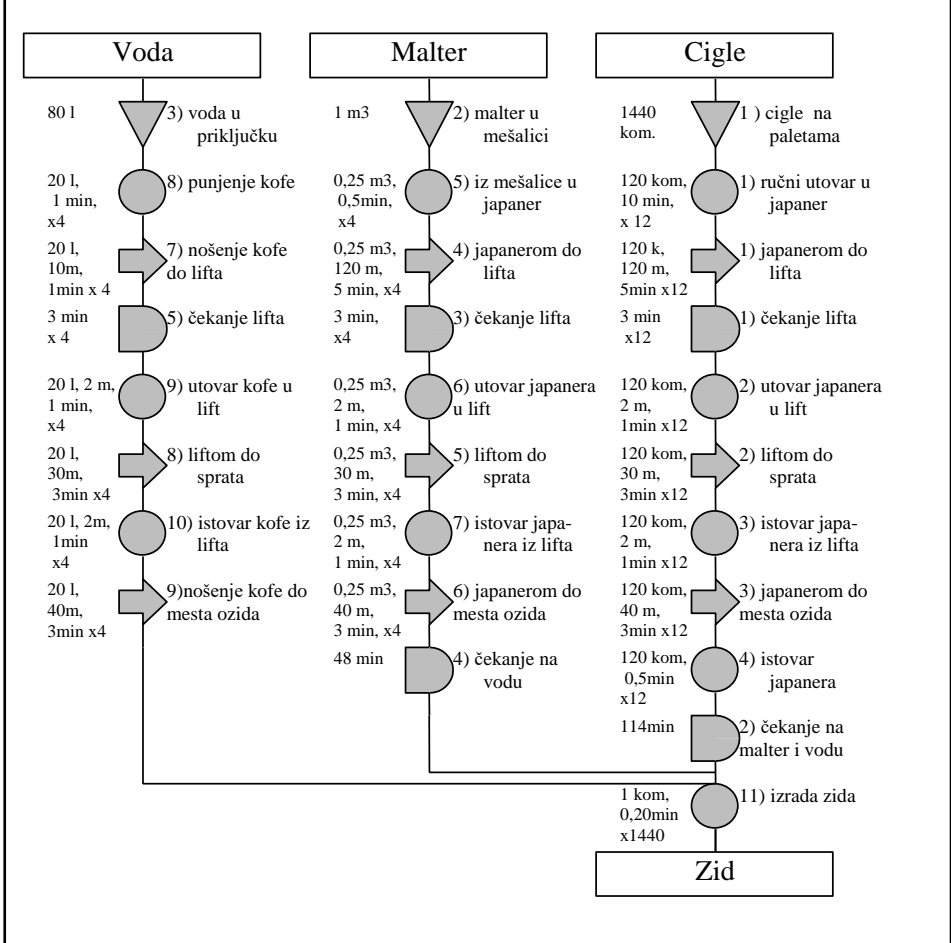 Voda
80 l
3) voda u
priključku
20 l,
1 min,
x4
8) punjenje kofe
20 l,
10m,
1min x 4
7) nošenje kofe
do lifta
3 min
x 4
5) čekanje lifta
20 l, 2 m,
1 min,
x4
9) utovar kofe u
lift
20 l,
30m,
3min x4
8) liftom do
sprata
20 l, 2m,
1min
x4
10) istovar kofe iz
lifta
20 l,
40m,
3min x4
9)nošenje kofe do
mesta ozida
Malter
1 m3
2) malter u
mešalici
0,25 m3,
0,5min,
x4
5) iz mešalice u
japaner
0,25 m3,
120 m,
5 min, x4
4) japanerom do
lifta
3 min,
x4
3) čekanje lifta
0,25 m3,
2 m,
1 min, x4
6) utovar japanera
u lift
0,25 m3,
30 m,
3 min, x4
5) liftom do
sprata
0,25 m3,
2 m,
1 min, x4
7) istovar japa-
nera iz lifta
0,25 m3,
40 m,
3 min, x4
6) japanerom do
mesta ozida
48 min
4) čekanje na
vodu
Cigle
1440
kom.
1 ) cigle na
paletama
120 kom,
10 min,
x 12
1) ručni utovar u
japaner
120 k,
120 m,
5min x12
1) japanerom do
lifta
3 min
x12
1) čekanje lifta
120 kom,
2 m,
1min x12
2) utovar japanera
u lift
120 kom,
30 m,
3min x12
2) liftom do
sprata
120 kom,
2 m,
1min x12
3) istovar japa-
nera iz lifta
120 kom,
40 m,
3min x12
3) japanerom do
mesta ozida
120 kom,
0,5min
x12
4) istovar
japanera
114min
2) čekanje na
malter i vodu
1 kom,
0,20min
x1440
11) izrada zida
Zid